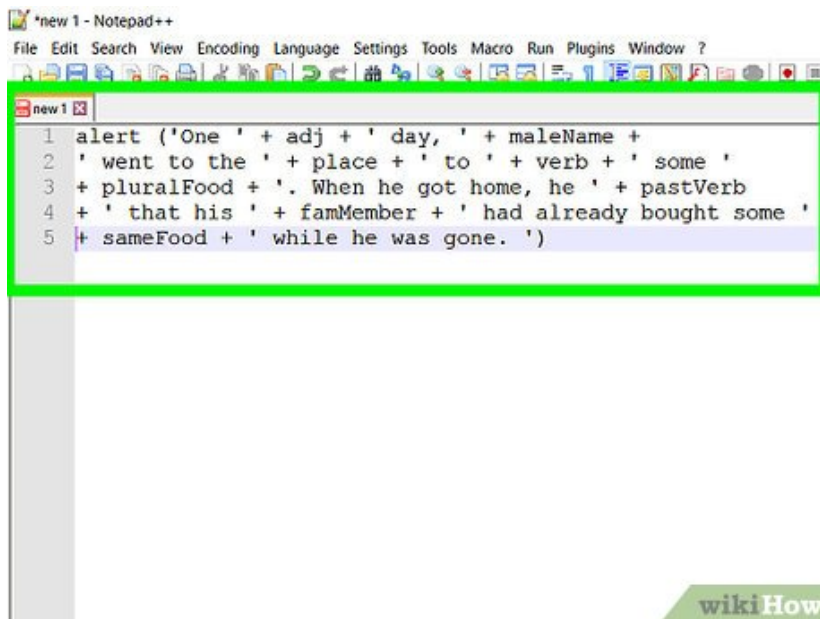 *new 1 - Notepad++
File Edit Search View Encoding Language Settings Tools Macro Run Plugins Window ?
new 1
1 alert ('One ' + adj + ' day, ' + maleName +
2 ' went to the ' + place + ' to ' + verb + ' some '
3 + pluralFood + '. When he got home, he ' + pastVerb
4 + ' that his ' + famMember + ' had already bought some '
5 + sameFood + ' while he was gone. ')
wikiHow